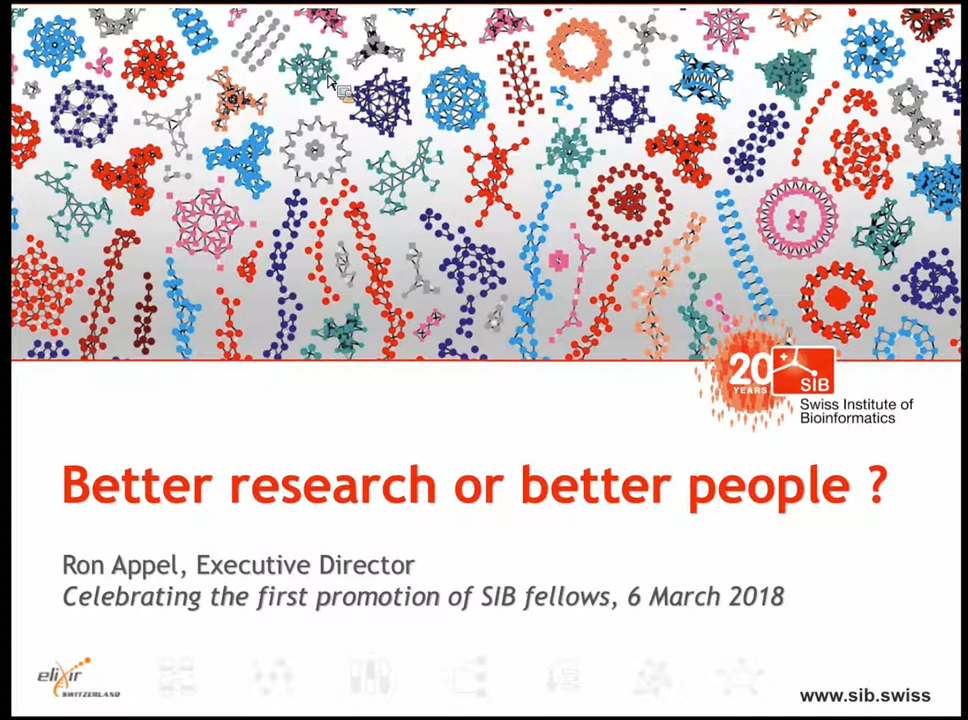 20
YEARS
SIB
Swiss Institute of
Bioinformatics
Better research or better people ?
Ron Appel, Executive Director
Celebrating the first promotion of SIB fellows, 6 March 2018
elixir
SWITZERLAND
www.sib.swiss